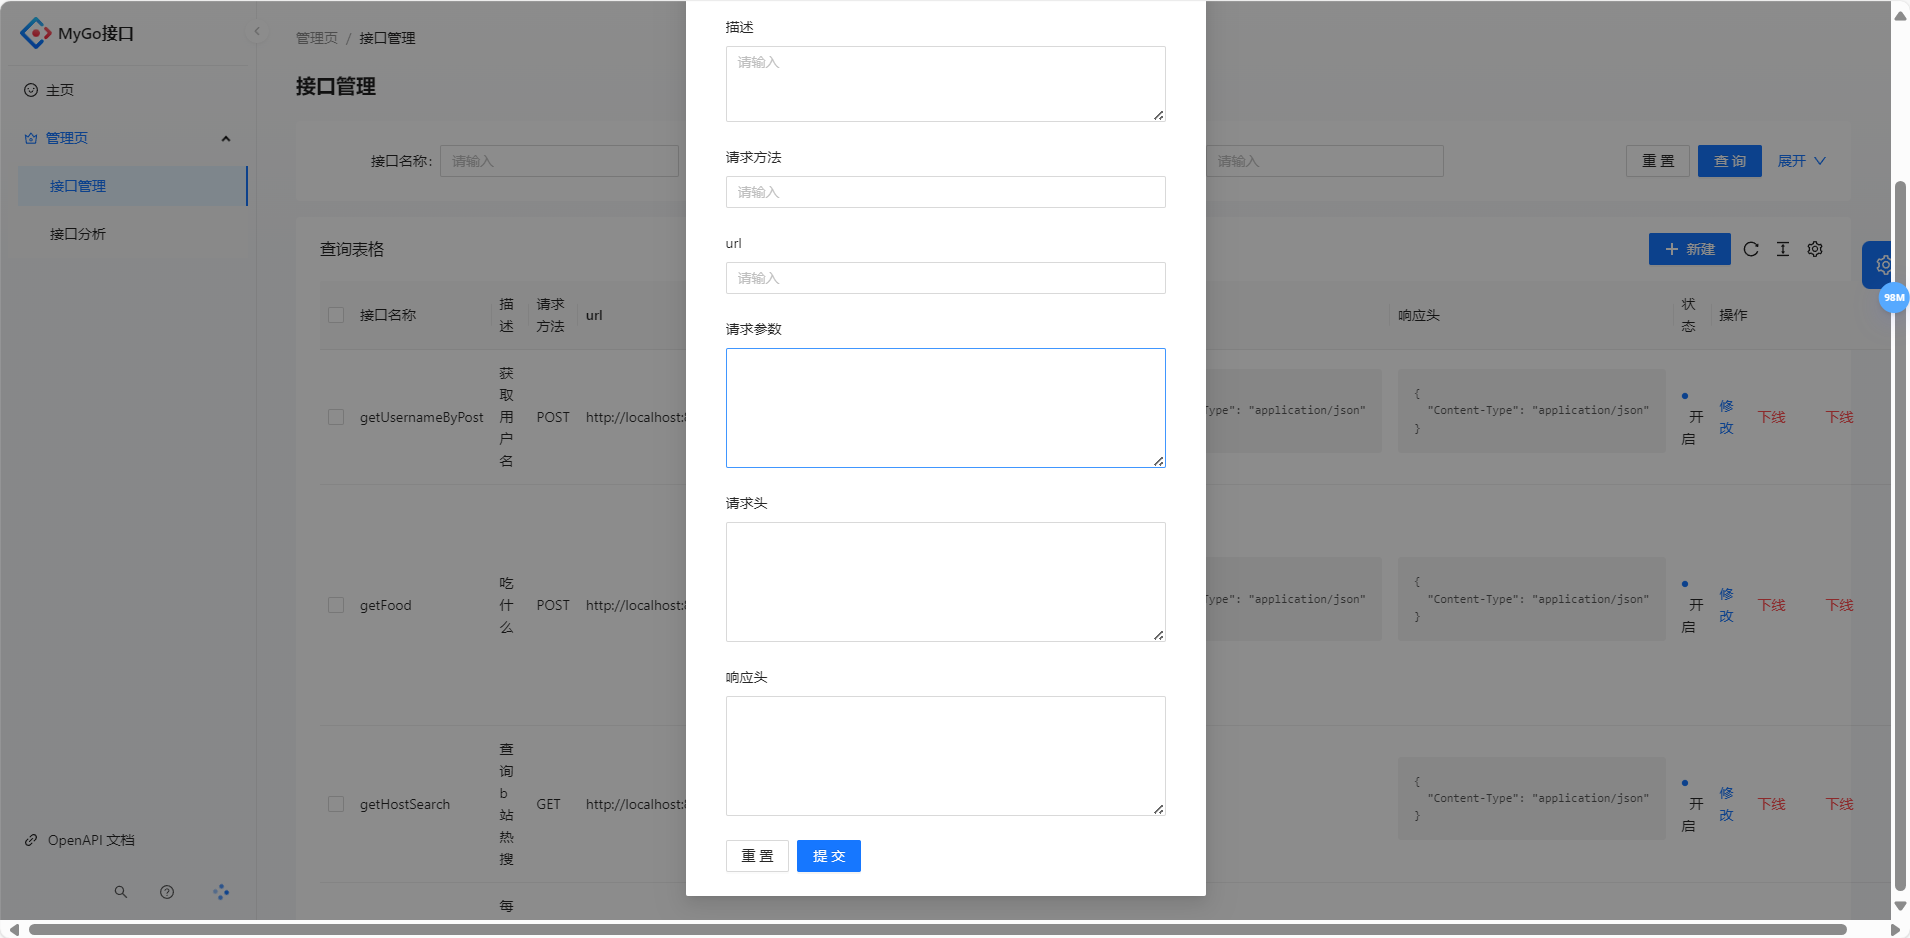 MyGo接口
主页
管理页
接口管理
接口分析
OpenAPI 文档
管理页 / 接口管理
接口管理
接口名称:
请输入
请输入
重 置
查 询
展开
查询表格
新建
98M
接口名称
描述
请求方法
url
响应头
状态
操作
getUsernameByPost
获取用户名
POST
http://localhost:8
ype": "application/json"
{
"Content-Type": "application/json"
}
开启
修改
下线
下线
getFood
吃什么
POST
http://localhost:8
ype": "application/json"
{
"Content-Type": "application/json"
}
开启
修改
下线
下线
getHostSearch
查询b站热搜
GET
http://localhost:8
{
"Content-Type": "application/json"
}
开启
修改
下线
下线
每
描述
请输入
请求方法
请输入
url
请输入
请求参数
请求头
响应头
重 置
提 交